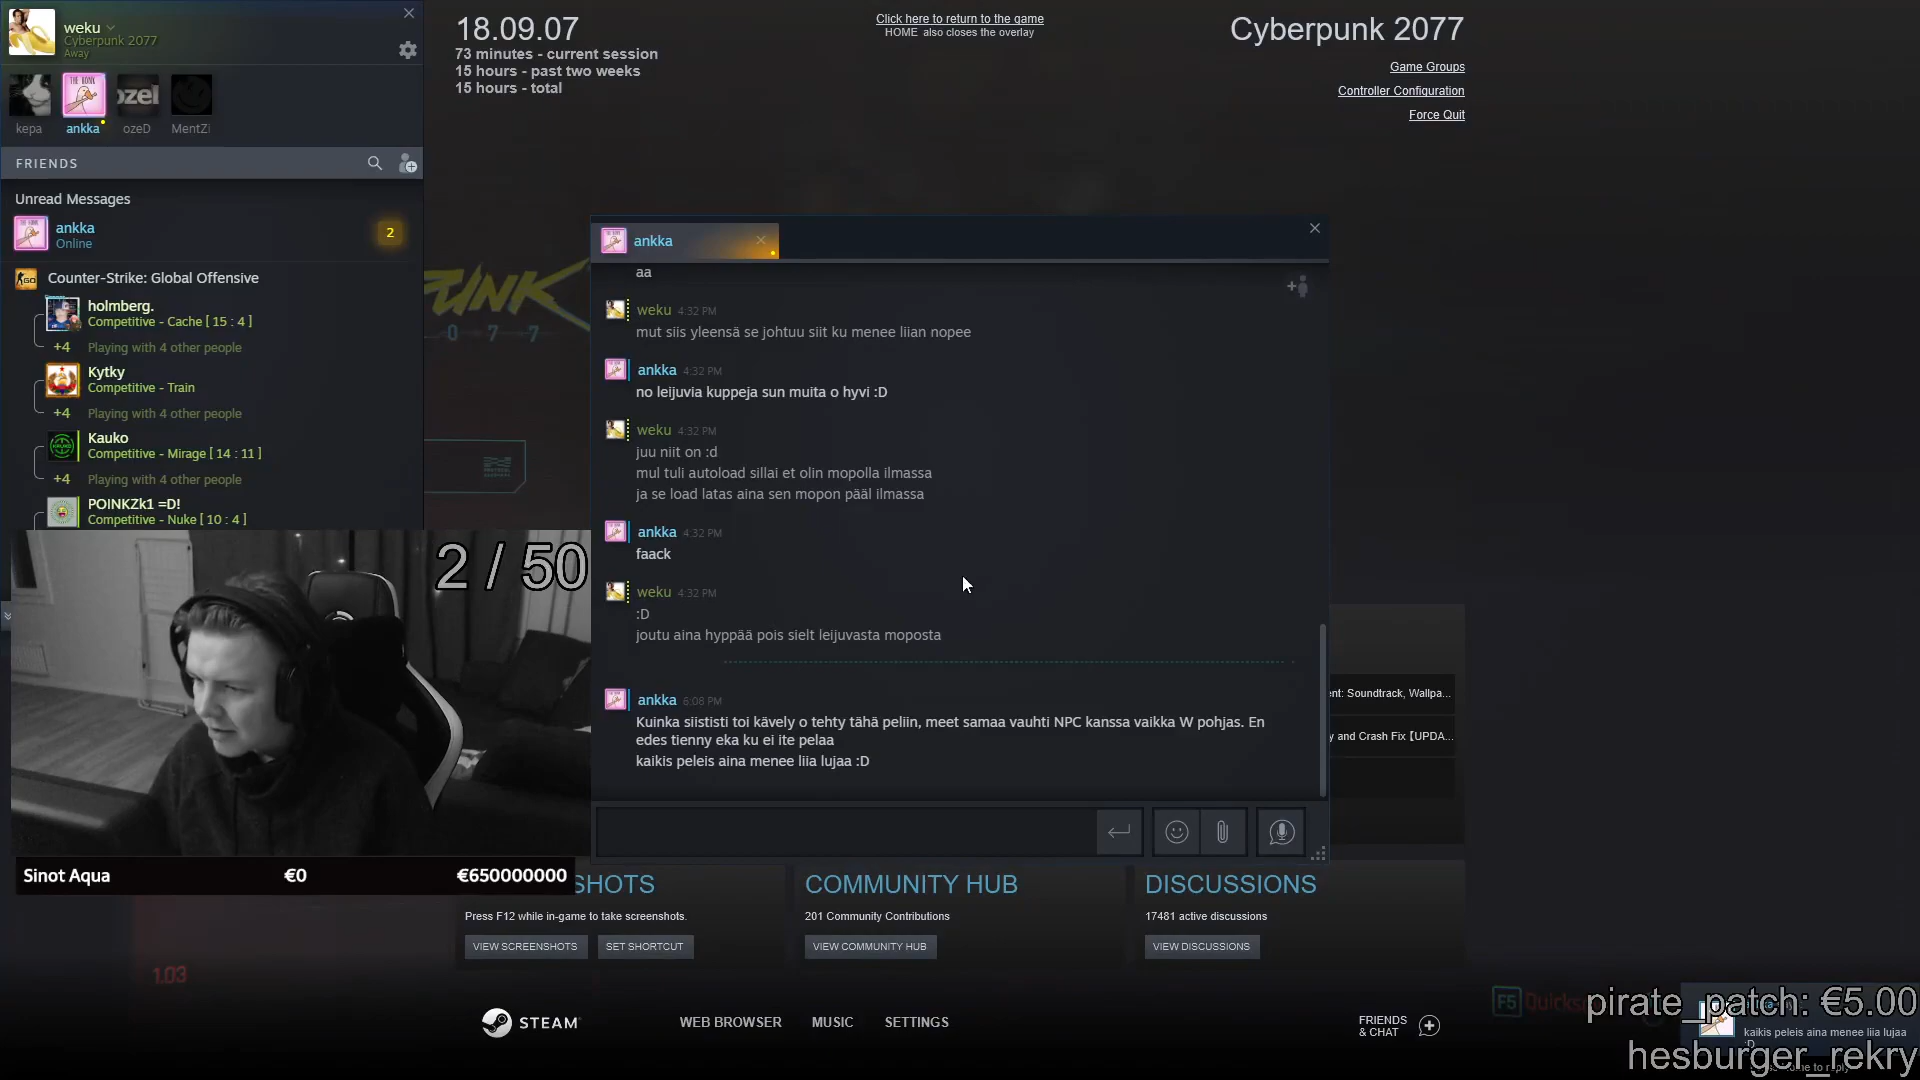 weku
Cyberpunk 2077
Away
kepa
ankka
ozeD
MentZi
FRIENDS
Unread Messages
ankka
Online
2
Counter-Strike: Global Offensive
holmberg.
Competitive - Cache [ 15 : 4 ]
+4 Playing with 4 other people
Kytky
Competitive - Train
+4 Playing with 4 other people
Kauko
Competitive - Mirage [ 14 : 11 ]
+4 Playing with 4 other people
POINKZk1 =D!
Competitive - Nuke [ 10 : 4 ]
18.09.07
73 minutes - current session
15 hours - past two weeks
15 hours - total
Click here to return to the game
HOME also closes the overlay
Cyberpunk 2077
Game Groups
Controller Configuration
Force Quit
ankka
aa
weku 4:32 PM
mut siis yleensä se johtuu siit ku menee liian nopee
ankka 4:32 PM
no leijuvia kuppeja sun muita o hyvi :D
weku 4:32 PM
juu niit on :d
mul tuli autoload sillai et olin mopolla ilmassa
ja se load latas aina sen mopon pääl ilmassa
ankka 4:32 PM
faack
weku 4:32 PM
:D
joutu aina hyppää pois sielt leijuvasta moposta
ankka 6:08 PM
Kuinka siististi toi kävely o tehty tähä peliin, meet samaa vauhti NPC kanssa vaikka W pohjas. En
edes tienny eka ku ei ite pelaa
kaikis peleis aina menee liia lujaa :D
ent: Soundtrack, Wallpa...
y and Crash Fix【UPDA...
2 / 50
Sinot Aqua €0 €650000000
SHOTS
Press F12 while in-game to take screenshots.
VIEW SCREENSHOTS
SET SHORTCUT
COMMUNITY HUB
201 Community Contributions
VIEW COMMUNITY HUB
DISCUSSIONS
17481 active discussions
VIEW DISCUSSIONS
1.03
STEAM
WEB BROWSER
MUSIC
SETTINGS
FRIENDS
& CHAT
F5
pirate_patch: €5.00
kaikis peleis aina menee liia lujaa
:D
hesburger_rekry